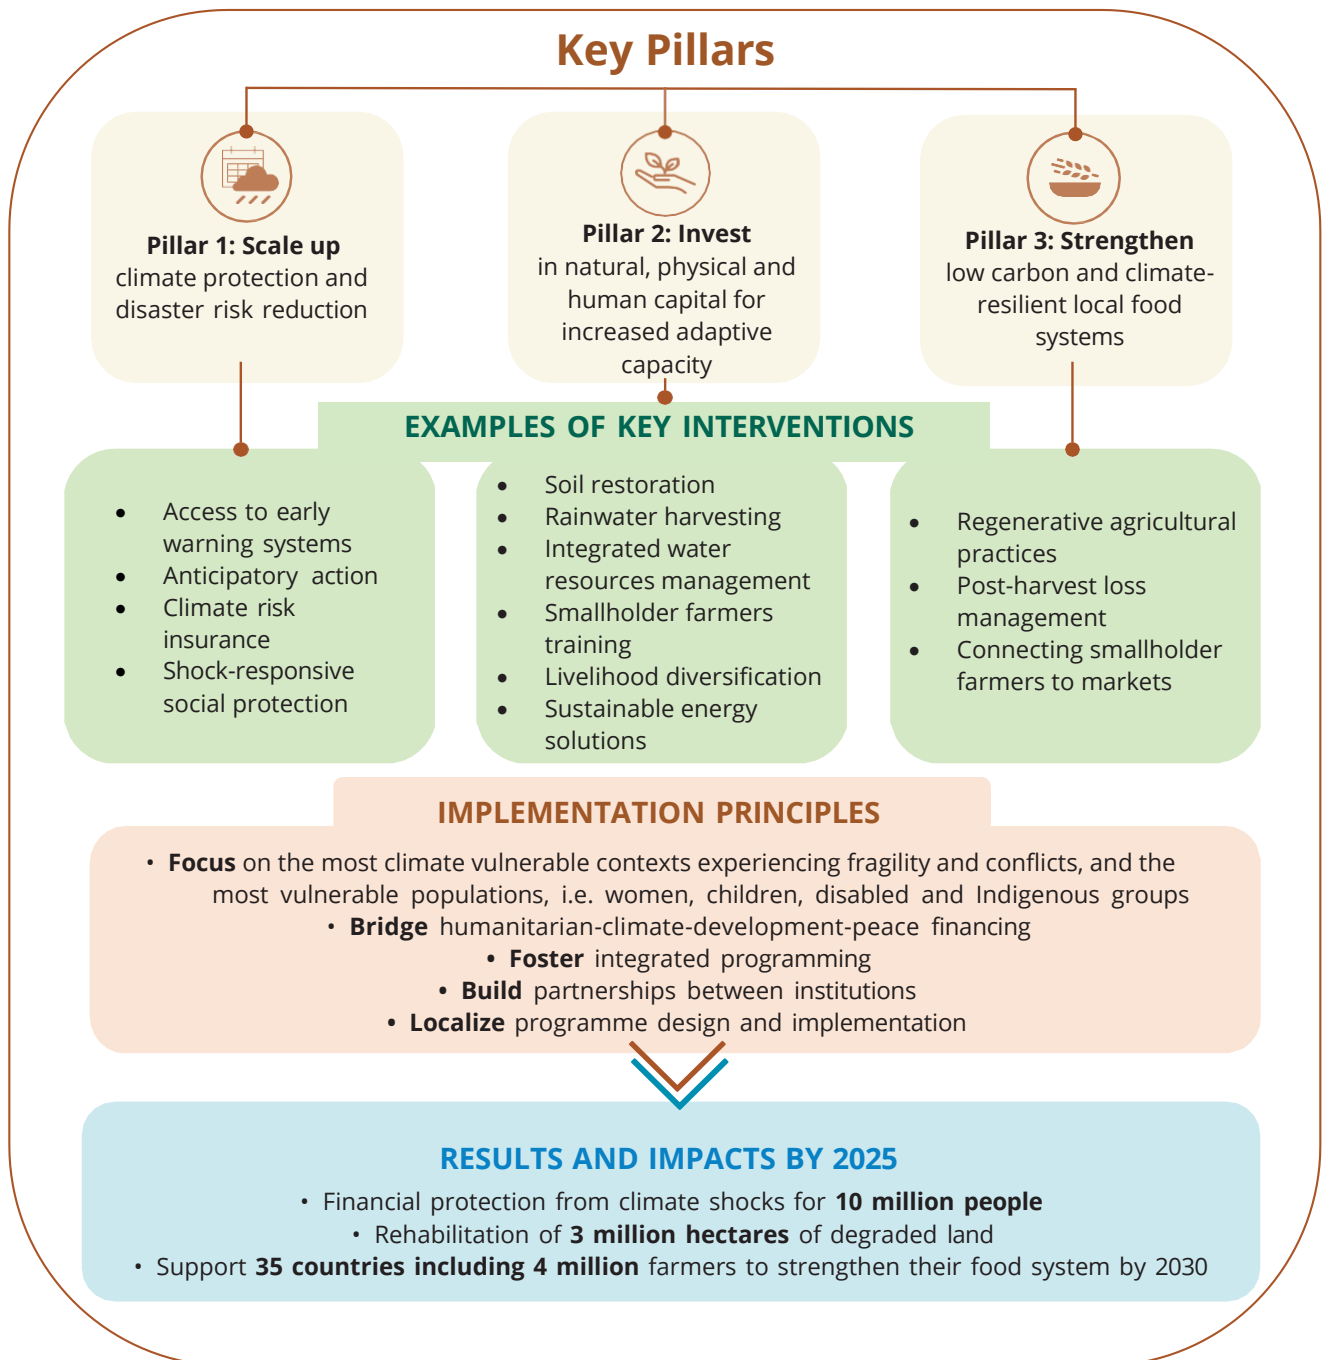 Key Pillars
Pillar 1: Scale up
climate protection and
disaster risk reduction
Pillar 2: Invest
in natural, physical and
human capital for
increased adaptive
capacity
Pillar 3: Strengthen
low carbon and climate-
resilient local food
systems
EXAMPLES OF KEY INTERVENTIONS
• Access to early
warning systems
• Anticipatory action
• Climate risk
insurance
• Shock-responsive
social protection
• Soil restoration
• Rainwater harvesting
• Integrated water
resources management
• Smallholder farmers
training
• Livelihood diversification
• Sustainable energy
solutions
• Regenerative agricultural
practices
• Post-harvest loss
management
• Connecting smallholder
farmers to markets
IMPLEMENTATION PRINCIPLES
• Focus on the most climate vulnerable contexts experiencing fragility and conflicts, and the
most vulnerable populations, i.e. women, children, disabled and Indigenous groups
• Bridge humanitarian-climate-development-peace financing
• Foster integrated programming
• Build partnerships between institutions
• Localize programme design and implementation
RESULTS AND IMPACTS BY 2025
• Financial protection from climate shocks for 10 million people
• Rehabilitation of 3 million hectares of degraded land
• Support 35 countries including 4 million farmers to strengthen their food system by 2030